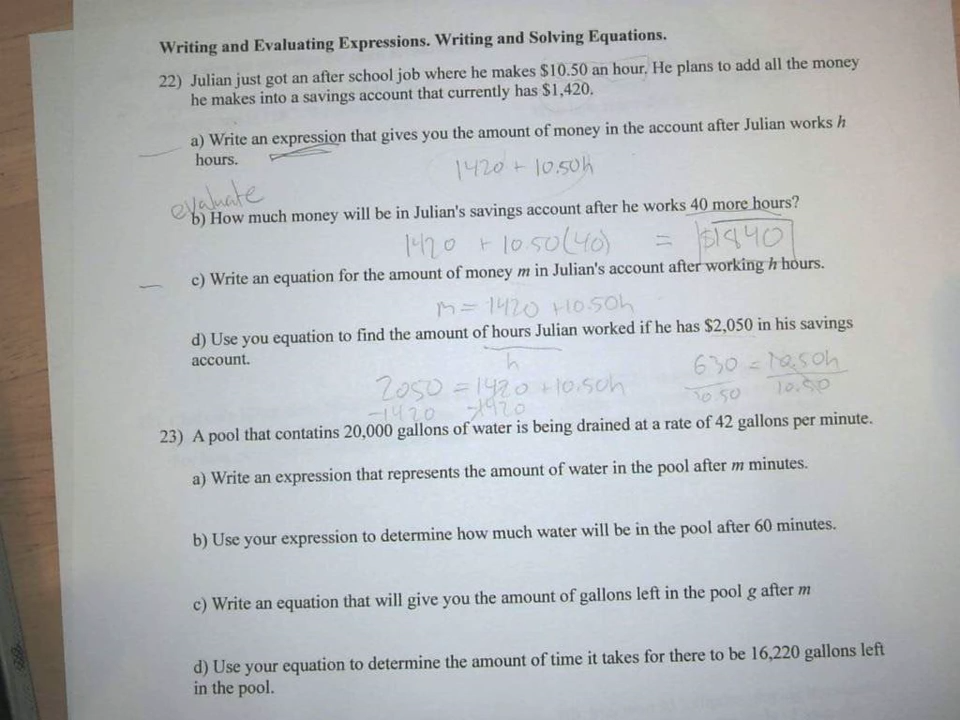 Writing and Evaluating Expressions. Writing and Solving Equations.
22) Julian just got an after school job where he makes $10.50 an hour. He plans to add all the money
he makes into a savings account that currently has $1,420.
a) Write an expression that gives you the amount of money in the account after Julian works h
hours.
1420 + 10.50h
evaluate
b) How much money will be in Julian's savings account after he works 40 more hours?
1420 + 10.50(40) = $1840
c) Write an equation for the amount of money m in Julian's account after working h hours.
m = 1420 + 10.50h
d) Use you equation to find the amount of hours Julian worked if he has $2,050 in his savings
account.
h
2050 = 1420 + 10.50h
-1420 -1420
630 = 10.50h
10.50 10.50
23) A pool that contatins 20,000 gallons of water is being drained at a rate of 42 gallons per minute.
a) Write an expression that represents the amount of water in the pool after m minutes.
b) Use your expression to determine how much water will be in the pool after 60 minutes.
c) Write an equation that will give you the amount of gallons left in the pool g after m
d) Use your equation to determine the amount of time it takes for there to be 16,220 gallons left
in the pool.